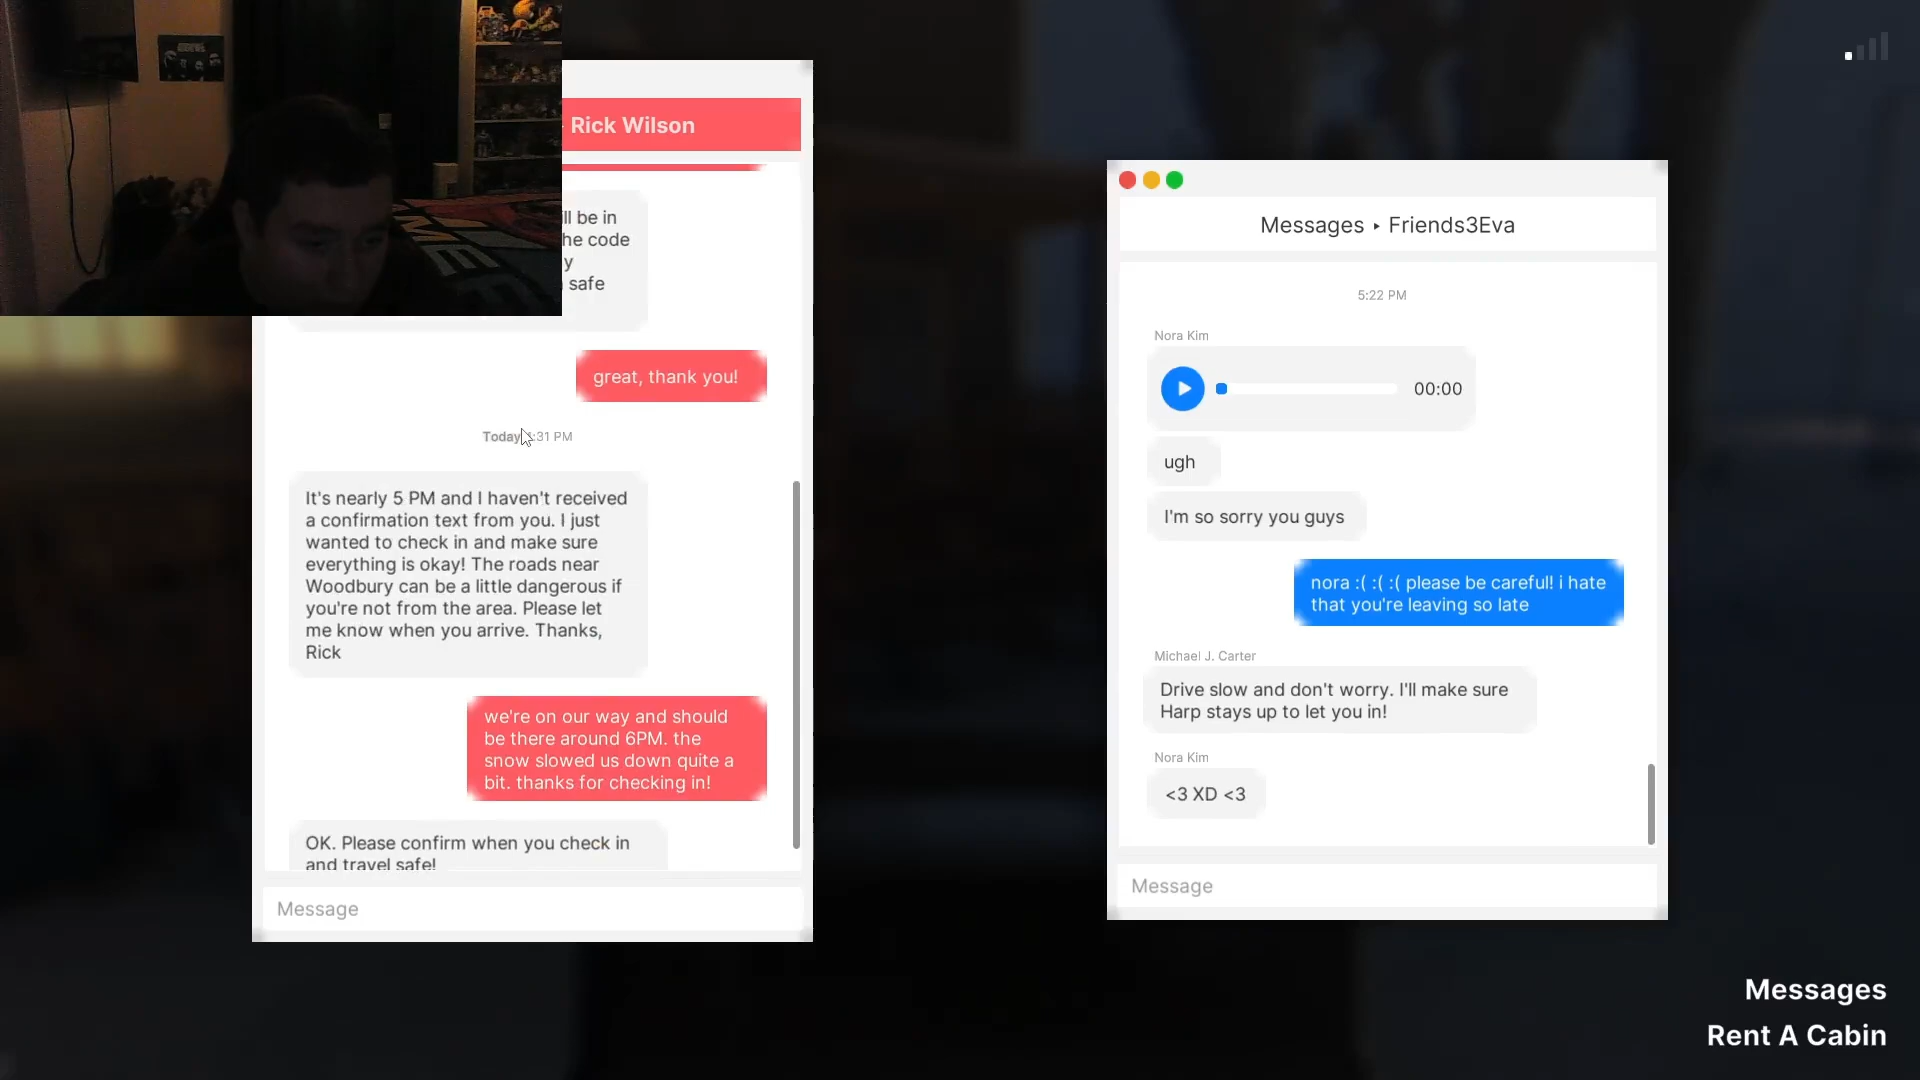 Rick Wilson
ll be in
he code
y
safe
great, thank you!
Today :31 PM
It's nearly 5 PM and I haven't received
a confirmation text from you. I just
wanted to check in and make sure
everything is okay! The roads near
Woodbury can be a little dangerous if
you're not from the area. Please let
me know when you arrive. Thanks,
Rick
we're on our way and should
be there around 6PM. the
snow slowed us down quite a
bit. thanks for checking in!
OK. Please confirm when you check in
and travel safe!
Message
Messages ▸ Friends3Eva
5:22 PM
Nora Kim
00:00
ugh
I'm so sorry you guys
nora :( :( :( please be careful! i hate
that you're leaving so late
Michael J. Carter
Drive slow and don't worry. I'll make sure
Harp stays up to let you in!
Nora Kim
<3 XD <3
Message
Messages
Rent A Cabin